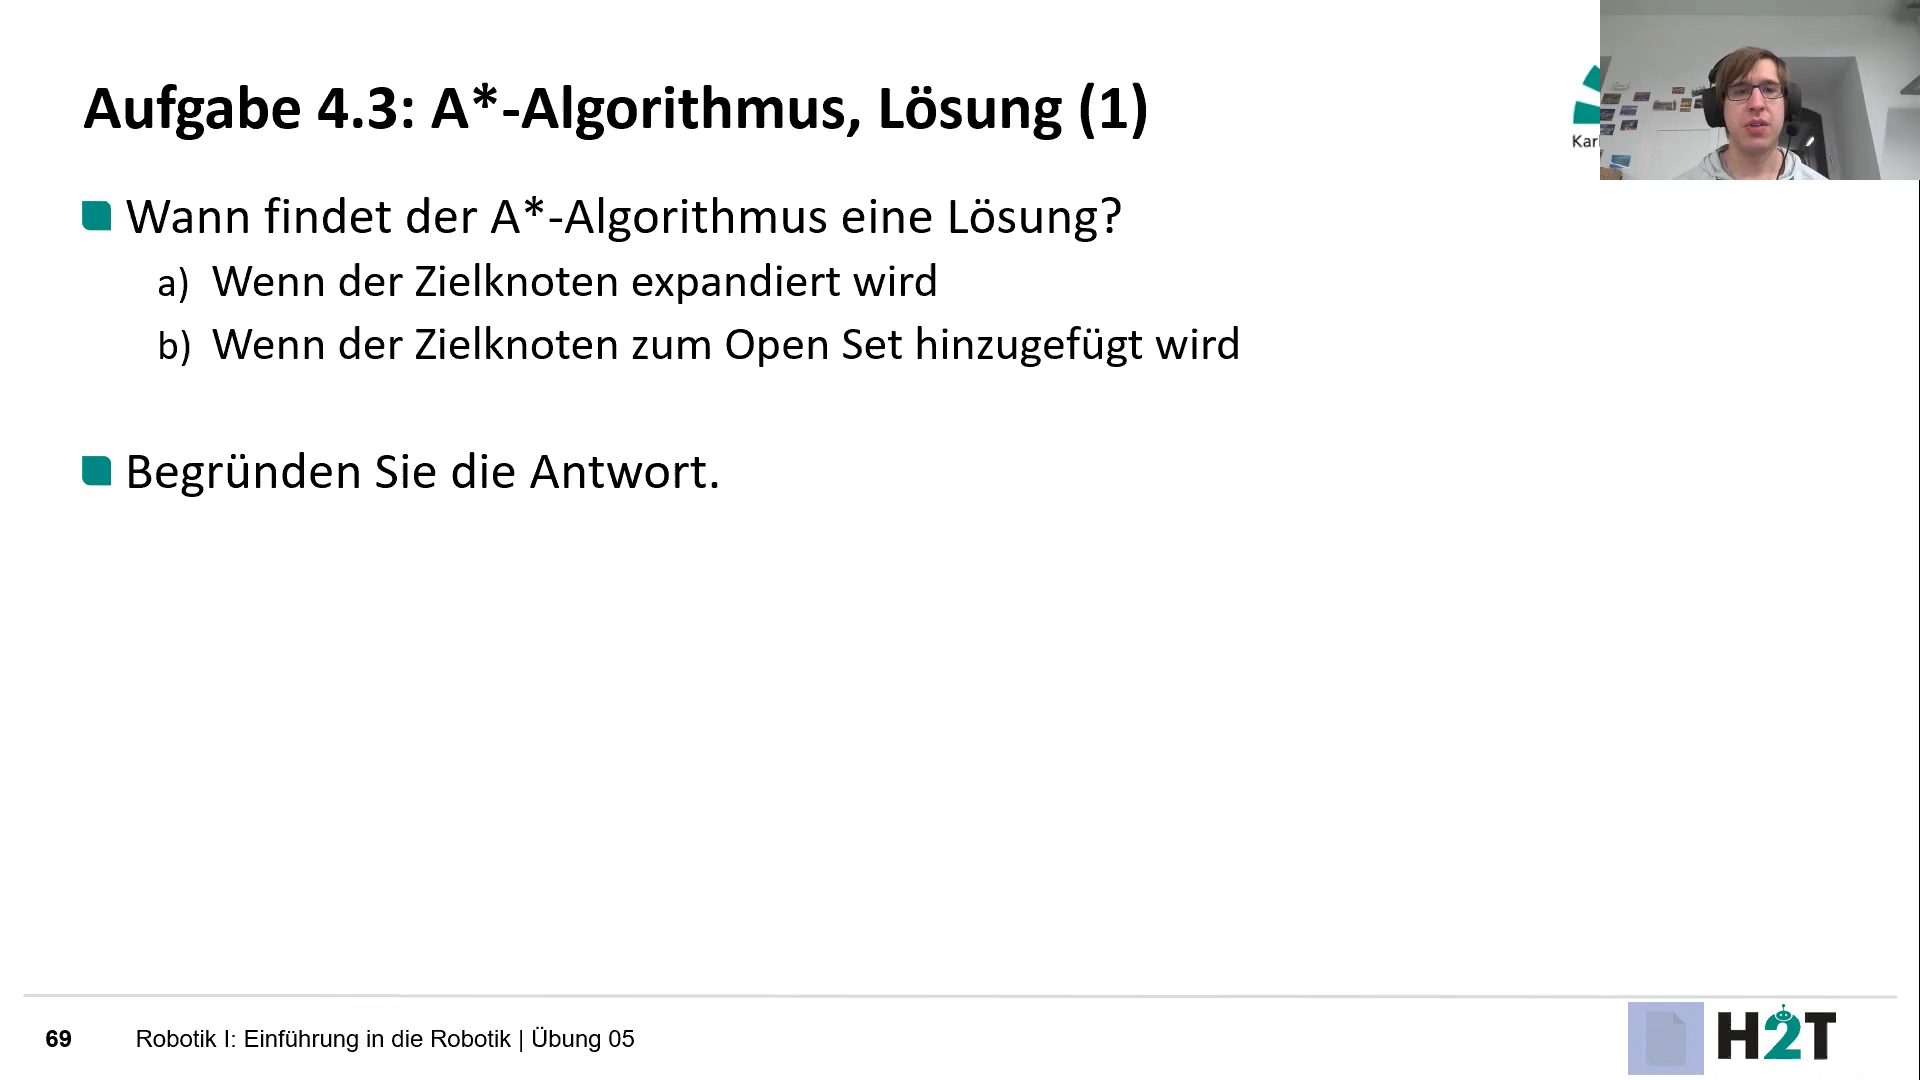 Aufgabe 4.3: A*-Algorithmus, Lösung (1)
Wann findet der A*-Algorithmus eine Lösung?
a) Wenn der Zielknoten expandiert wird
b) Wenn der Zielknoten zum Open Set hinzugefügt wird
Begründen Sie die Antwort.
69 Robotik I: Einführung in die Robotik | Übung 05
H2T